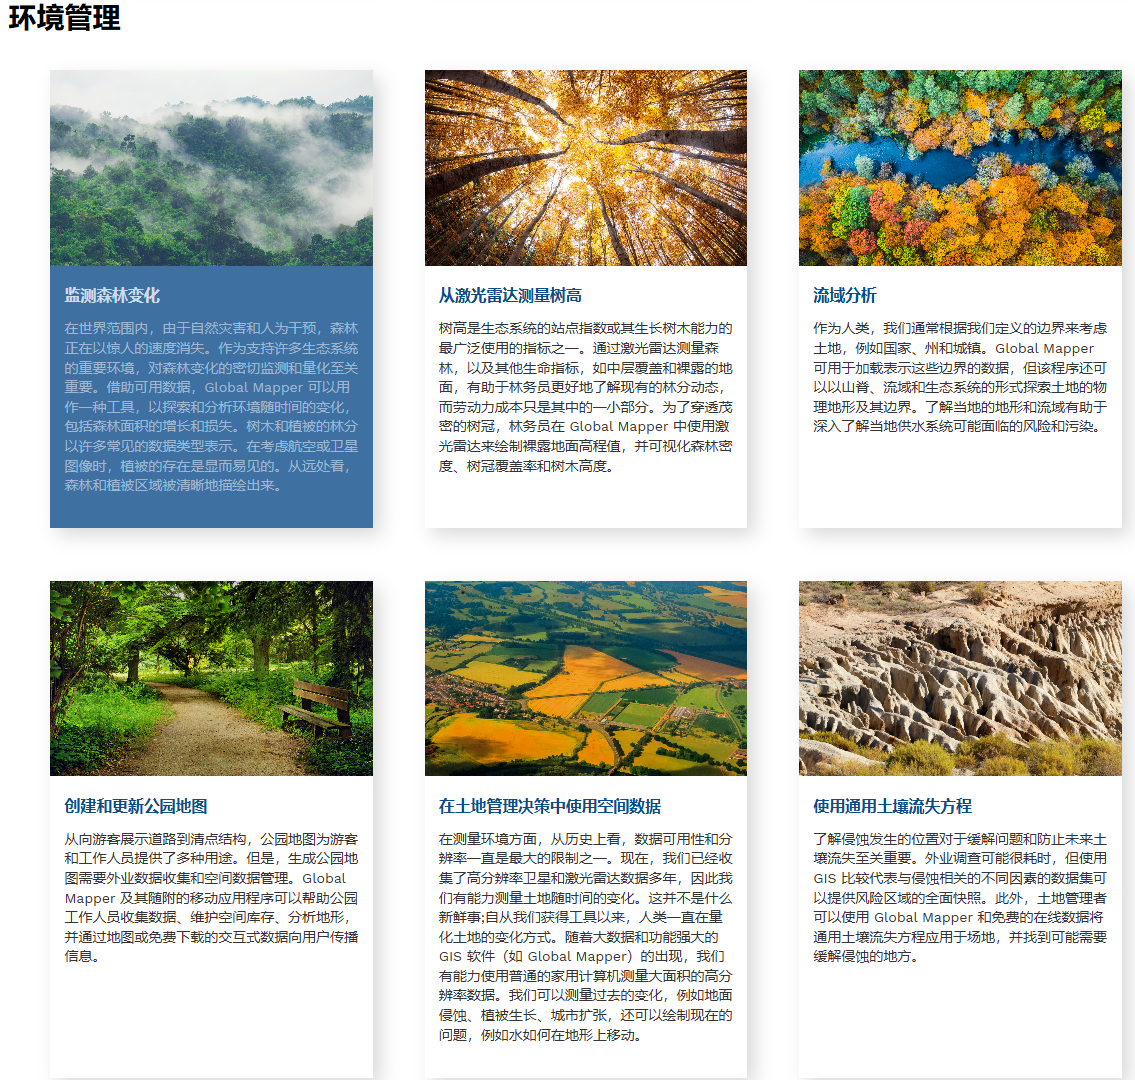 环境管理
监测森林变化
在世界范围内，由于自然灾害和人为干预，森林
正在以惊人的速度消失。作为支持许多生态系统
的重要环境，对森林变化的密切监测和量化至关
重要。借助可用数据，Global Mapper 可以用
作一种工具，以探索和分析环境随时间的变化，
包括森林面积的增长和损失。树木和植被的林分
以许多常见的数据类型表示。在考虑航空或卫星
图像时，植被的存在是显而易见的。从远处看，
森林和植被区域被清晰地描绘出来。
从激光雷达测量树高
树高是生态系统的站点指数或其生长树木能力的
最广泛使用的指标之一。通过激光雷达测量森
林，以及其他生命指标，如中层覆盖和裸露的地
面，有助于林务员更好地了解现有的林分动态，
而劳动力成本只是其中的一小部分。为了穿透茂
密的树冠，林务员在 Global Mapper 中使用激
光雷达来绘制裸露地面高程值，并可视化森林密
度、树冠覆盖率和树木高度。
流域分析
作为人类，我们通常根据我们定义的边界来考虑
土地，例如国家、州和城镇。Global Mapper
可用于加载表示这些边界的数据，但该程序还可
以以山脊、流域和生态系统的形式探索土地的物
理地形及其边界。了解当地的地形和流域有助于
深入了解当地供水系统可能面临的风险和污染。
创建和更新公园地图
从向游客展示道路到清点结构，公园地图为游客
和工作人员提供了多种用途。但是，生成公园地
图需要外业数据收集和空间数据管理。Global
Mapper 及其随附的移动应用程序可以帮助公园
工作人员收集数据、维护空间库存、分析地形，
并通过地图或免费下载的交互式数据向用户传播
信息。
在土地管理决策中使用空间数据
在测量环境方面，从历史上看，数据可用性和分
辨率一直是最大的限制之一。现在，我们已经收
集了高分辨率卫星和激光雷达数据多年，因此我
们有能力测量土地随时间的变化。这并不是什么
新鲜事;自从我们获得工具以来，人类一直在量
化土地的变化方式。随着大数据和功能强大的
GIS 软件（如 Global Mapper）的出现，我们
有能力使用普通的家用计算机测量大面积的高分
辨率数据。我们可以测量过去的变化，例如地面
侵蚀、植被生长、城市扩张，还可以绘制现在的
问题，例如水如何在地形上移动。
使用通用土壤流失方程
了解侵蚀发生的位置对于缓解问题和防止未来土
壤流失至关重要。外业调查可能很耗时，但使用
GIS 比较代表与侵蚀相关的不同因素的数据集可
以提供风险区域的全面快照。此外，土地管理者
可以使用 Global Mapper 和免费的在线数据将
通用土壤流失方程应用于场地，并找到可能需要
缓解侵蚀的地方。